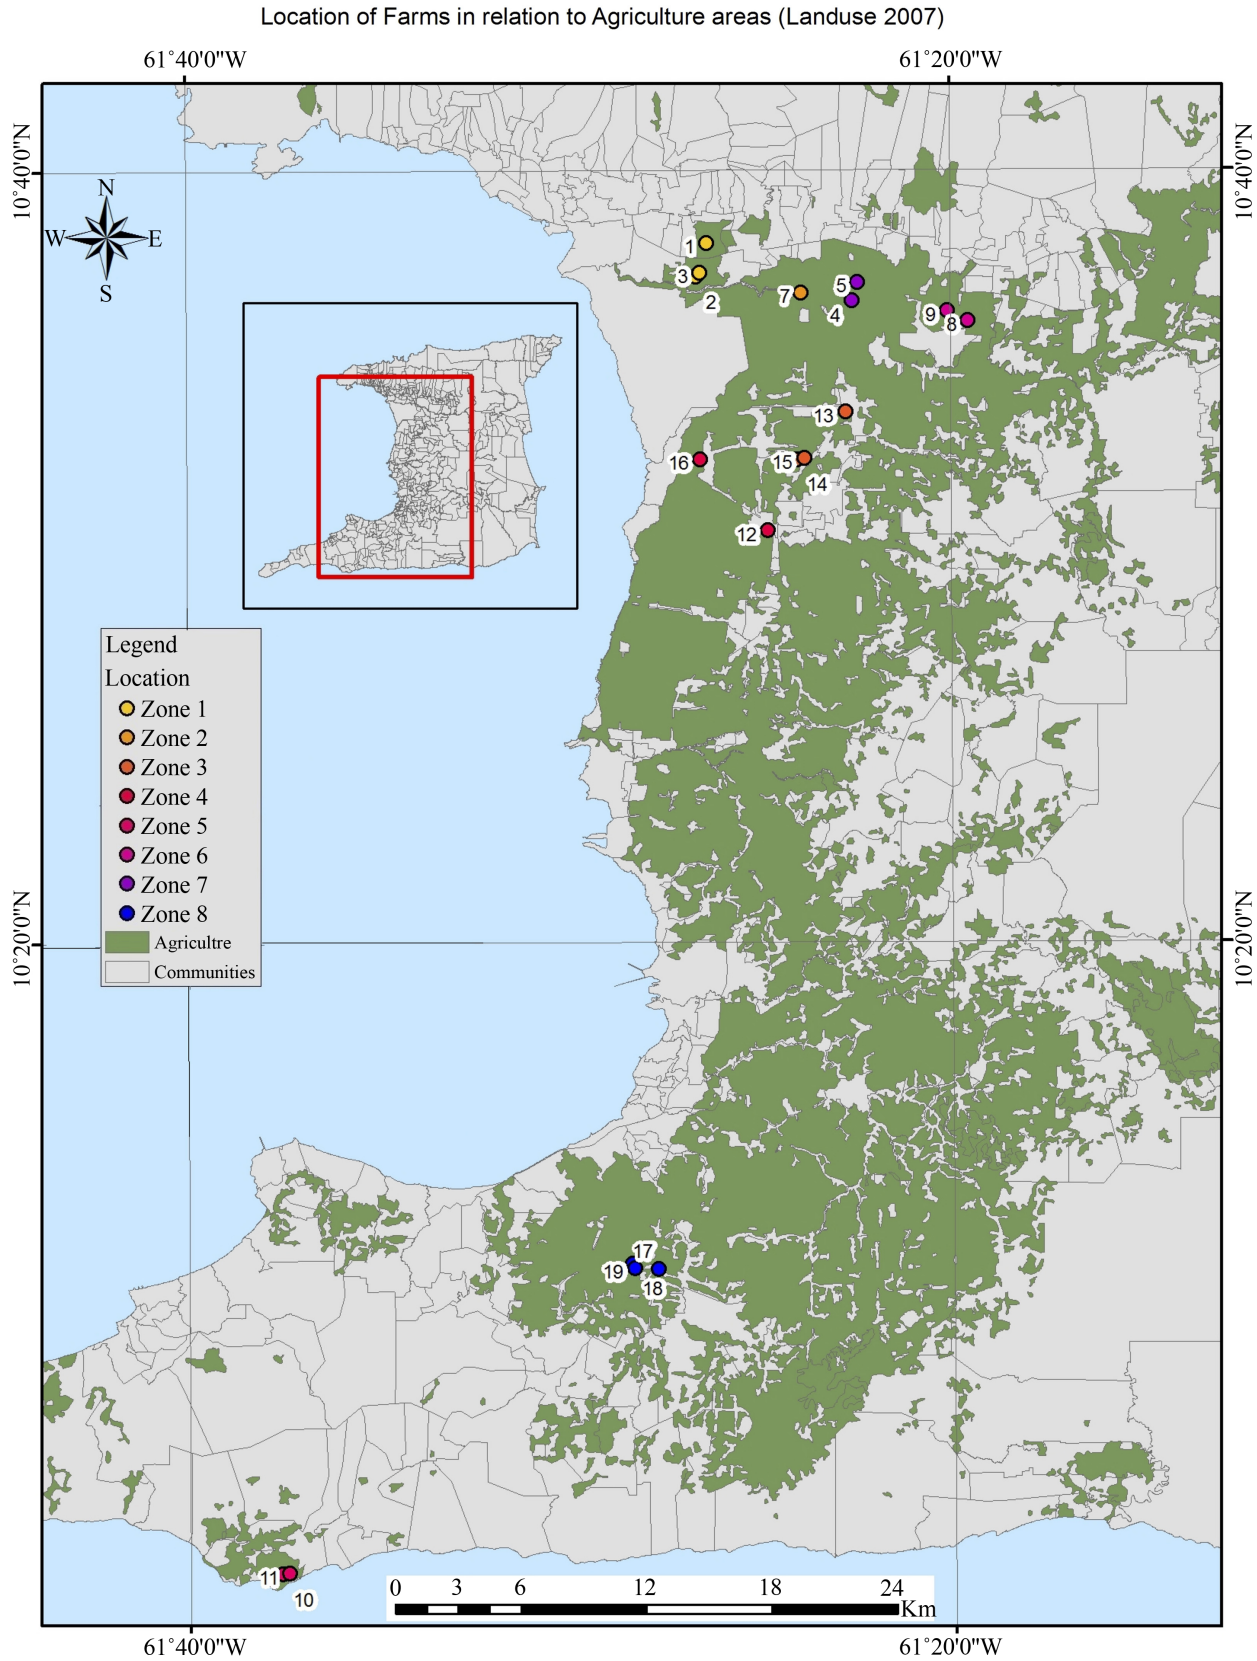 Location of Farms in relation to Agriculture areas (Landuse 2007)
61°40'0"W
61°20'0"W
10°40'0"N
10°40'0"N
N
W
E
S
1
3
2
7
5
4
9
8
13
16
15
14
12
Legend
Location
Zone 1
Zone 2
Zone 3
Zone 4
Zone 5
Zone 6
Zone 7
Zone 8
Agricultre
Communities
10°20'0"N
10°20'0"N
17
19
18
11
10
0 3 6 12 18 24
Km
61°40'0"W
61°20'0"W